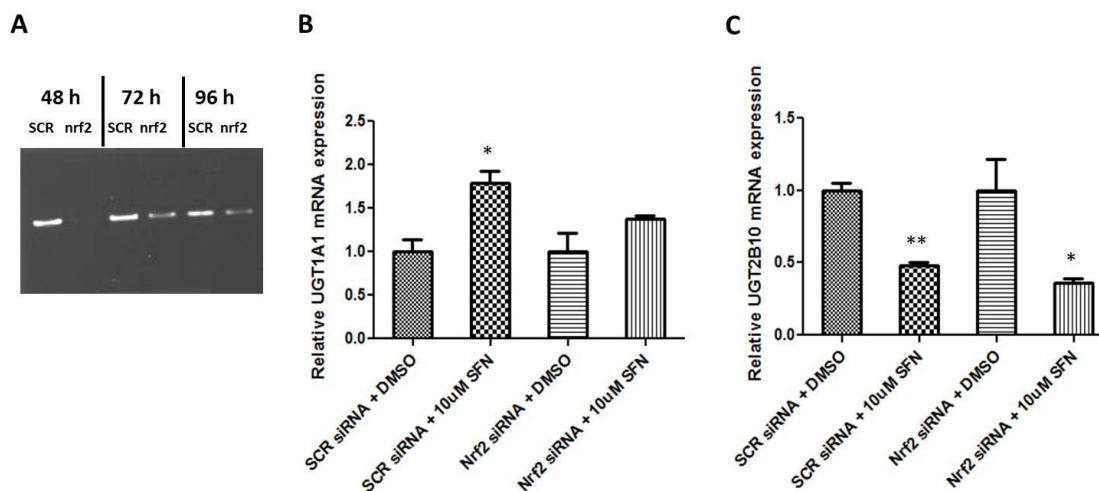 A
48 h 72 h 96 h
SCR nrf2 SCR nrf2 SCR nrf2
B
Relative UGT1A1 mRNA expression
2.5
2.0
1.5
1.0
0.5
0.0
*
SCR siRNA + DMSO
SCR siRNA + 10uM SFN
Nrf2 siRNA + DMSO
Nrf2 siRNA + 10uM SFN
C
Relative UGT2B10 mRNA expression
1.5
1.0
0.5
0.0
**
*
SCR siRNA + DMSO
SCR siRNA + 10uM SFN
Nrf2 siRNA + DMSO
Nrf2 siRNA + 10uM SFN